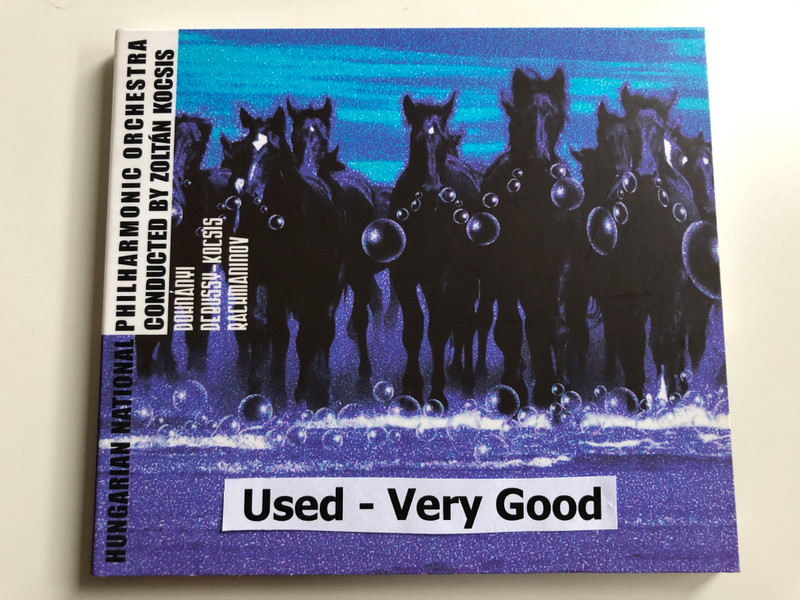 HUNGARIAN NATIONAL PHILHARMONIC ORCHESTRA
CONDUCTED BY ZOLTÁN KOCSIS
DOHNÁNYI
DEBUSSY-KOCSIS
RACHMANINOV
Used - Very Good